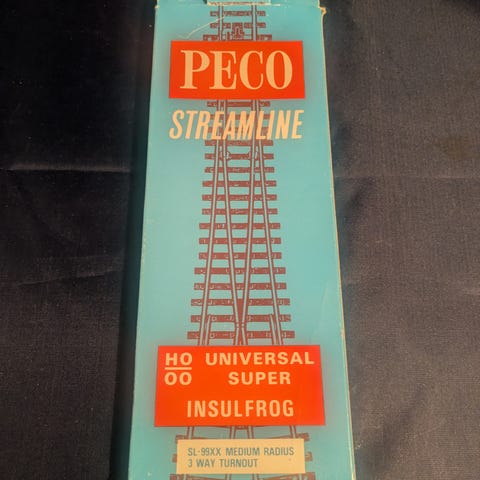 PECO
STREAMLINE
HO
OO
UNIVERSAL
SUPER
INSULFROG
SL-99XX MEDIUM RADIUS
3 WAY TURNOUT